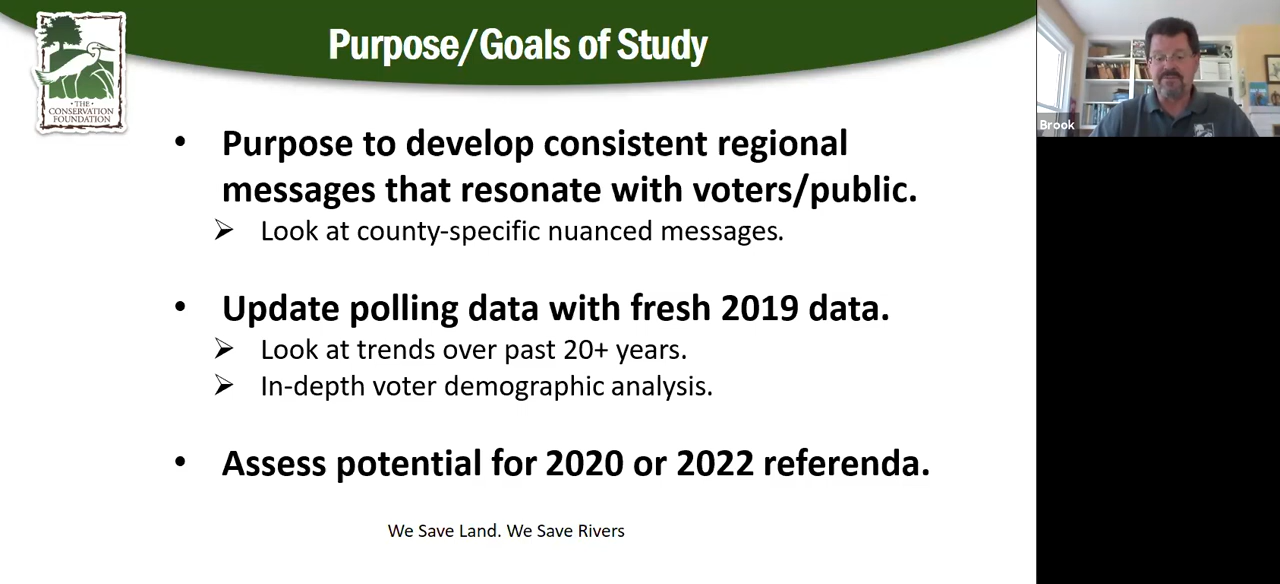 Purpose/Goals of Study
• THE •
CONSERVATION
FOUNDATION
Brook
• Purpose to develop consistent regional
messages that resonate with voters/public.
➢ Look at county-specific nuanced messages.
• Update polling data with fresh 2019 data.
➢ Look at trends over past 20+ years.
➢ In-depth voter demographic analysis.
• Assess potential for 2020 or 2022 referenda.
We Save Land. We Save Rivers